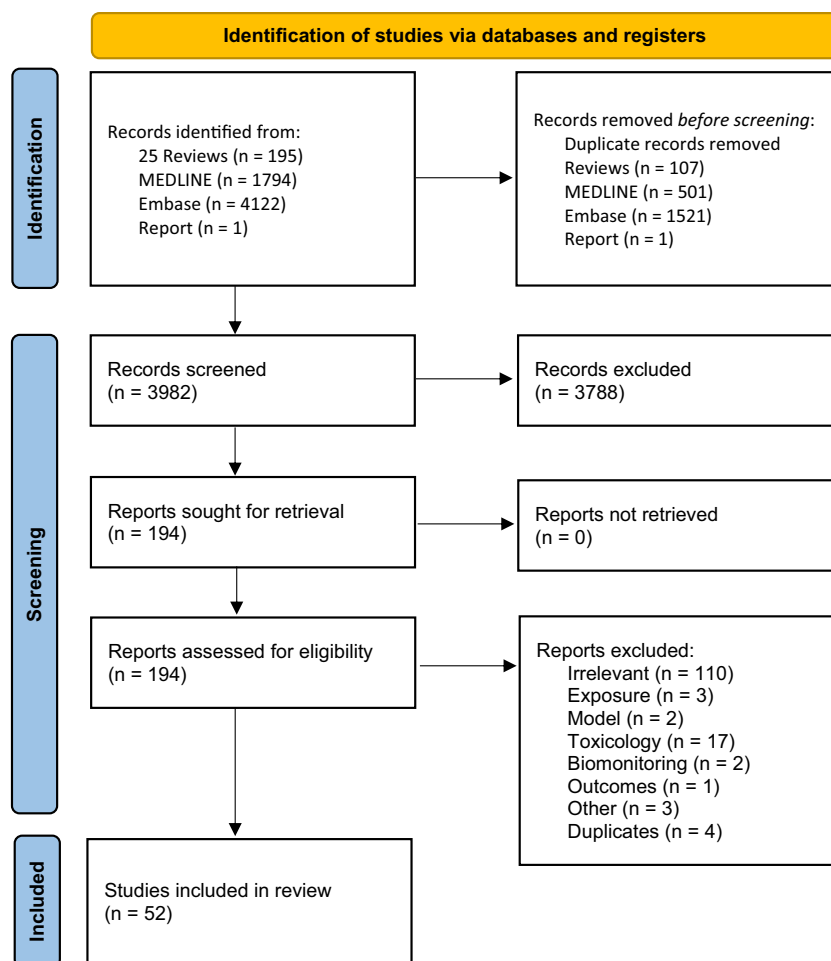 Identification of studies via databases and registers
Identification
Records identified from:
25 Reviews (n = 195)
MEDLINE (n = 1794)
Embase (n = 4122)
Report (n = 1)
Records removed before screening:
Duplicate records removed
Reviews (n = 107)
MEDLINE (n = 501)
Embase (n = 1521)
Report (n = 1)
Screening
Records screened
(n = 3982)
Records excluded
(n = 3788)
Reports sought for retrieval
(n = 194)
Reports not retrieved
(n = 0)
Reports assessed for eligibility
(n = 194)
Reports excluded:
Irrelevant (n = 110)
Exposure (n = 3)
Model (n = 2)
Toxicology (n = 17)
Biomonitoring (n = 2)
Outcomes (n = 1)
Other (n = 3)
Duplicates (n = 4)
Included
Studies included in review
(n = 52)